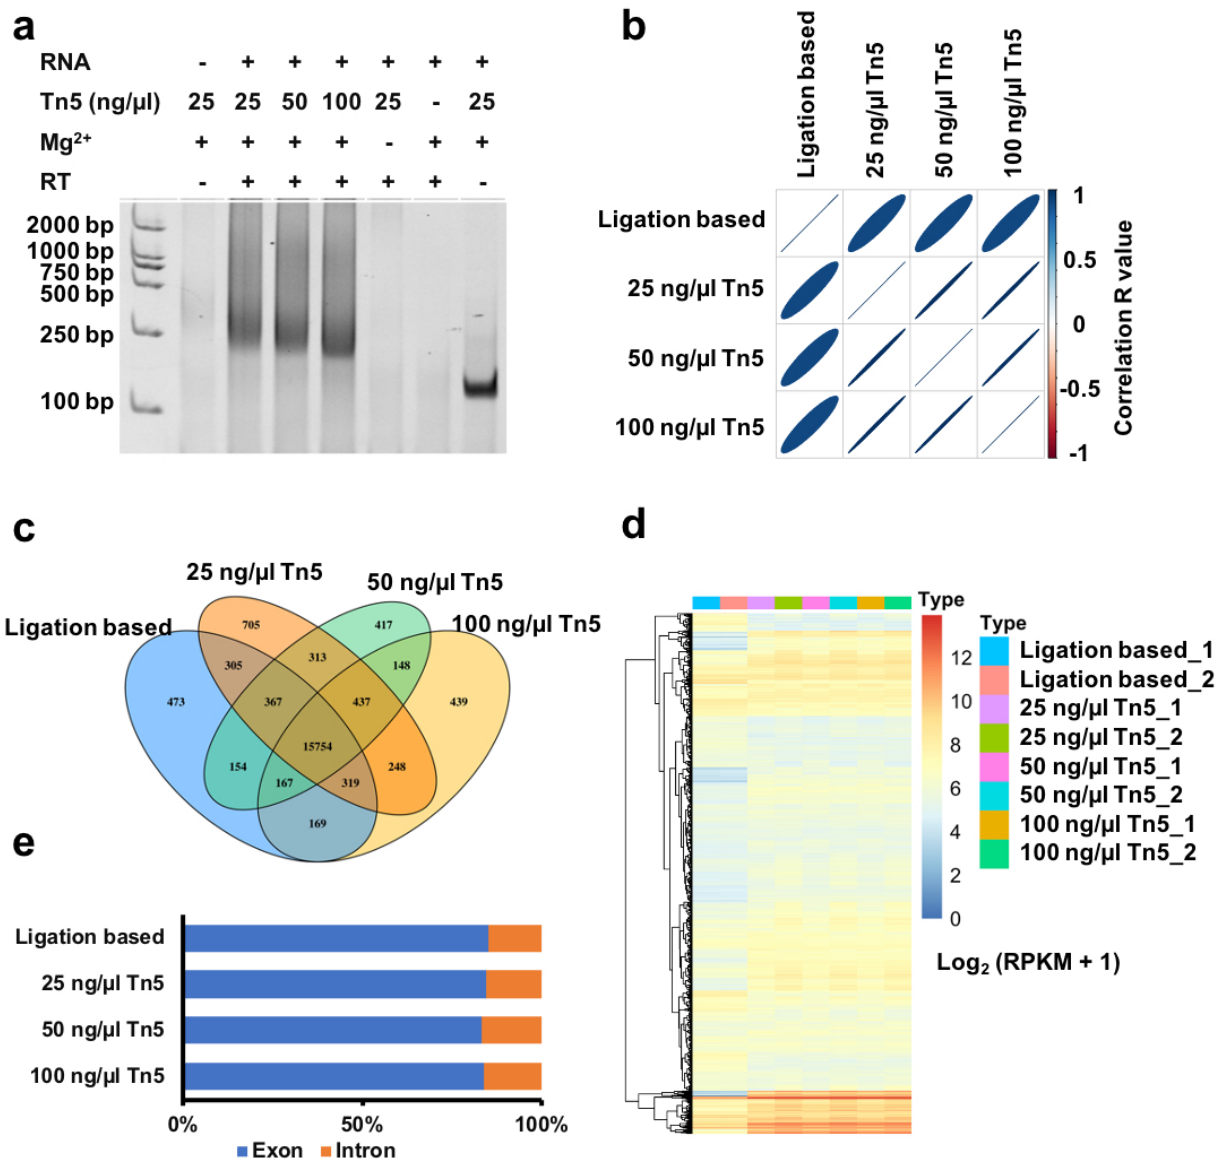 a
RNA - + + + + + +
Tn5 (ng/µl) 25 25 50 100 25 - 25
Mg²⁺ + + + + - + +
RT - + + + + + -
2000 bp
1000 bp
750 bp
500 bp
250 bp
100 bp
b
Ligation based
25 ng/µl Tn5
50 ng/µl Tn5
100 ng/µl Tn5
Ligation based
25 ng/µl Tn5
50 ng/µl Tn5
100 ng/µl Tn5
1
0.5
0
-0.5
-1
Correlation R value
c
25 ng/µl Tn5
50 ng/µl Tn5
Ligation based
100 ng/µl Tn5
705
417
305
313
148
473
367
437
439
15754
154
167
319
248
169
d
Type
12
10
8
6
4
2
0
Log₂ (RPKM + 1)
Type
Ligation based_1
Ligation based_2
25 ng/µl Tn5_1
25 ng/µl Tn5_2
50 ng/µl Tn5_1
50 ng/µl Tn5_2
100 ng/µl Tn5_1
100 ng/µl Tn5_2
e
Ligation based
25 ng/µl Tn5
50 ng/µl Tn5
100 ng/µl Tn5
0% 50% 100%
Exon Intron